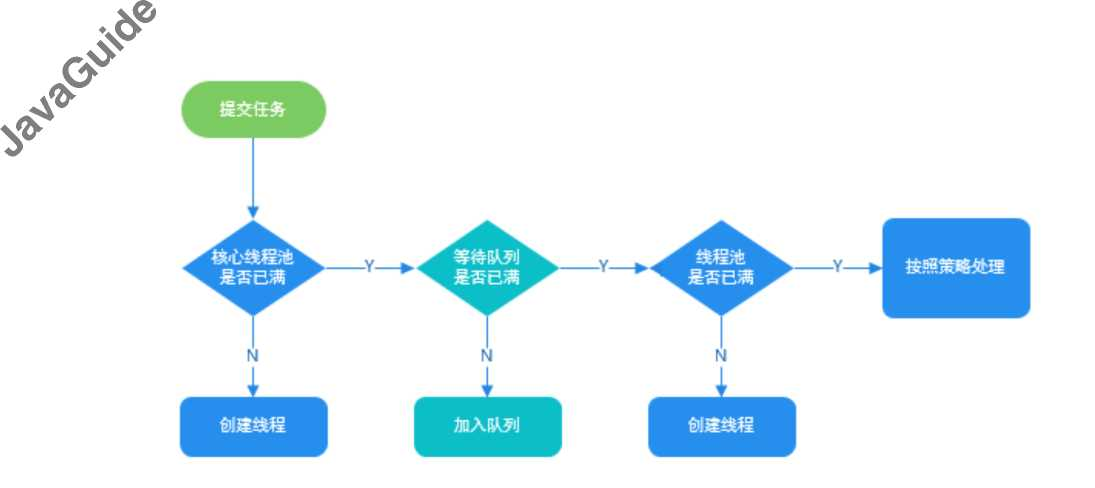 JavaGuide
提交任务
核心线程池
是否已满
Y
等待队列
是否已满
Y
线程池
是否已满
Y
按照策略处理
N
N
N
创建线程
加入队列
创建线程